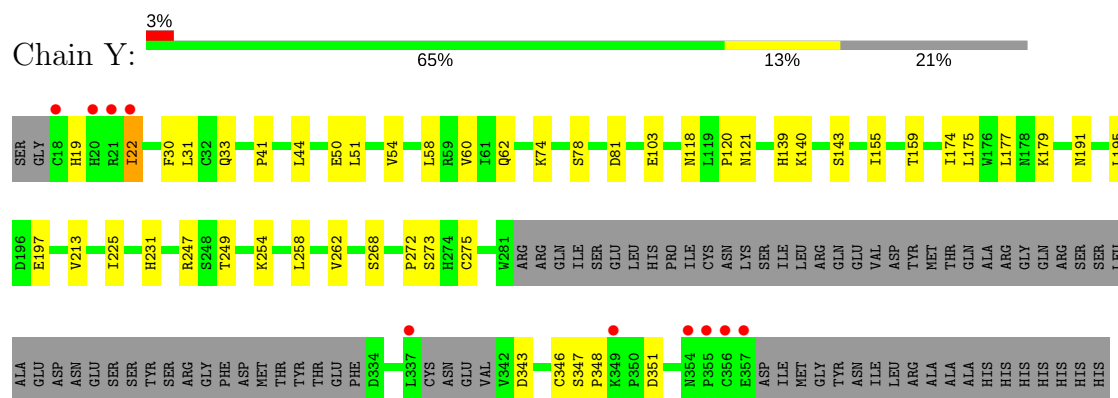 3%
Chain Y:
65% 13% 21%
SER GLY C18 H19 H20 R21 I22 F30 L31 C32 Q33 P41 L44 E50 L51 V54 L58 R59 V60 I61 Q62 K74 S78 D81 E103 N118 L119 P120 N121 H139 K140 S143 I155 T159 I174 L175 W176 L177 N178 K179 N191 L195
D196 E197 V213 I225 H231 R247 S248 T249 K254 L258 V262 S268 P272 S273 H274 C275 W281 ARG ARG GLN ILE SER GLU LEU HIS PRO ILE CYS ASN LYS SER ILE LEU ARG GLN GLU VAL ASP TYR MET THR GLN ALA ARG GLY GLN ARG SER SER LEU
ALA GLU ASP ASN GLU SER SER TYR SER ARG GLY PHE ASP MET THR TYR THR GLU PHE D334 L337 CYS ASN GLU VAL V342 D343 C346 S347 P348 K349 P350 D351 N354 P355 C356 E357 ASP ILE MET GLY TYR ASN ILE LEU ARG ALA ALA ALA HIS HIS HIS HIS HIS HIS